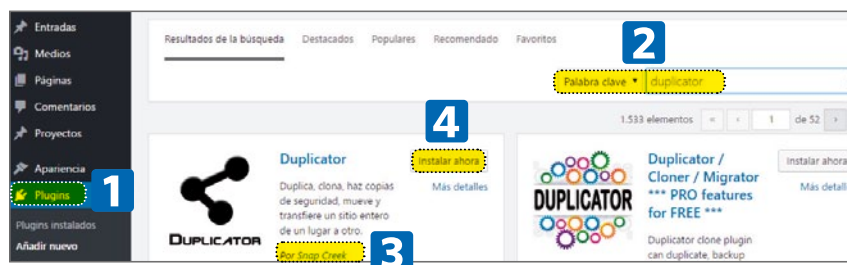 Entradas
Medios
Páginas
Comentarios
Proyectos
Apariencia
Plugins
1
Plugins instalados
Añadir nuevo
Resultados de la búsqueda Destacados Populares Recomendado Favoritos
2
Palabra clave duplicator
1.533 elementos « ‹ 1 de 52 ›
4
DUPLICATOR
Duplicator
Instalar ahora
Más detalles
Duplica, clona, haz copias
de seguridad, mueve y
transfiere un sitio entero
de un lugar a otro.
Por Snap Creek
3
DUPLICATOR
Duplicator /
Cloner / Migrator
*** PRO features
for FREE ***
Instalar ahora
Más detall
Duplicator clone plugin
can duplicate, backup